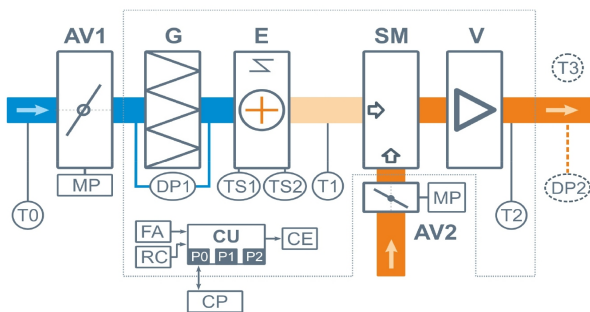 AV1 G E SM V
T3
MP DP1 TS1 TS2 T1
T0 MP T2 DP2
AV2
FA CU CE
RC P0 P1 P2
CP